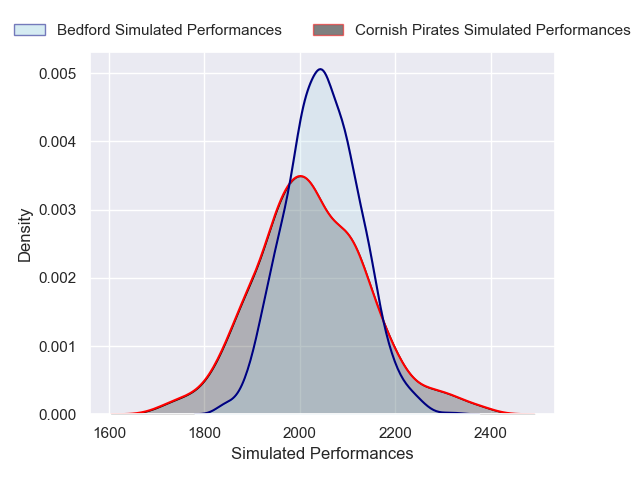 Bedford Simulated Performances
Cornish Pirates Simulated Performances
0.005
0.004
0.003
0.002
0.001
0.000
Density
1600 1800 2000 2200 2400
Simulated Performances